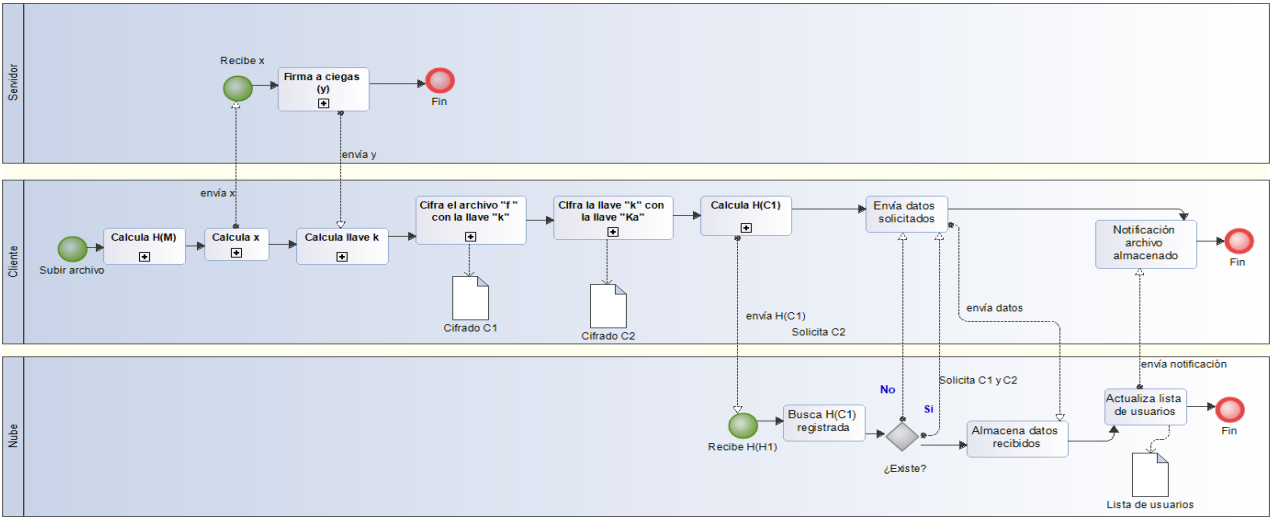 Servidor
Recibe x
Firma a ciegas
(y)
Fin
envía y
Cliente
envía x
Subir archivo
Calcula H(M)
Calcula x
Calcula llave k
Cifra el archivo "f "
con la llave "k"
CIfra la llave "k" con
la llave "Ka"
Calcula H(C1)
Envía datos
solicitados
Notificación
archivo
almacenado
Fin
Cifrado C1
Cifrado C2
envía H(C1)
Solicita C2
envía datos
Nube
envía notificación
No
Solicita C1 y C2
Si
Recibe H(H1)
Busca H(C1)
registrada
¿Existe?
Almacena datos
recibidos
Actualiza lista
de usuarios
Fin
Lista de usuarios